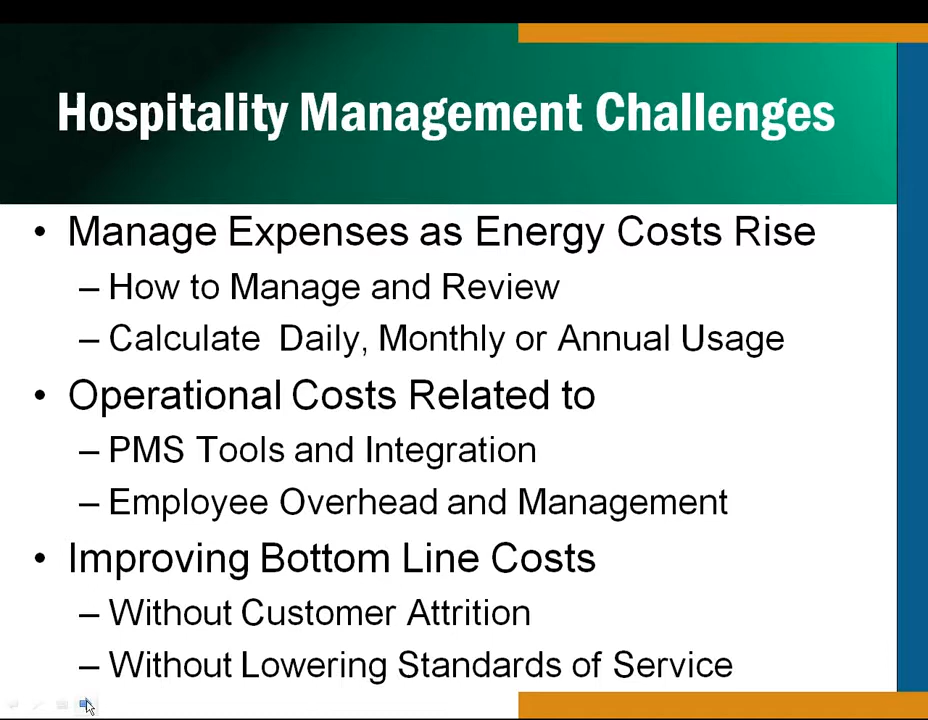 Hospitality Management Challenges
• Manage Expenses as Energy Costs Rise
– How to Manage and Review
– Calculate  Daily, Monthly or Annual Usage
• Operational Costs Related to
– PMS Tools and Integration
– Employee Overhead and Management
• Improving Bottom Line Costs
– Without Customer Attrition
– Without Lowering Standards of Service